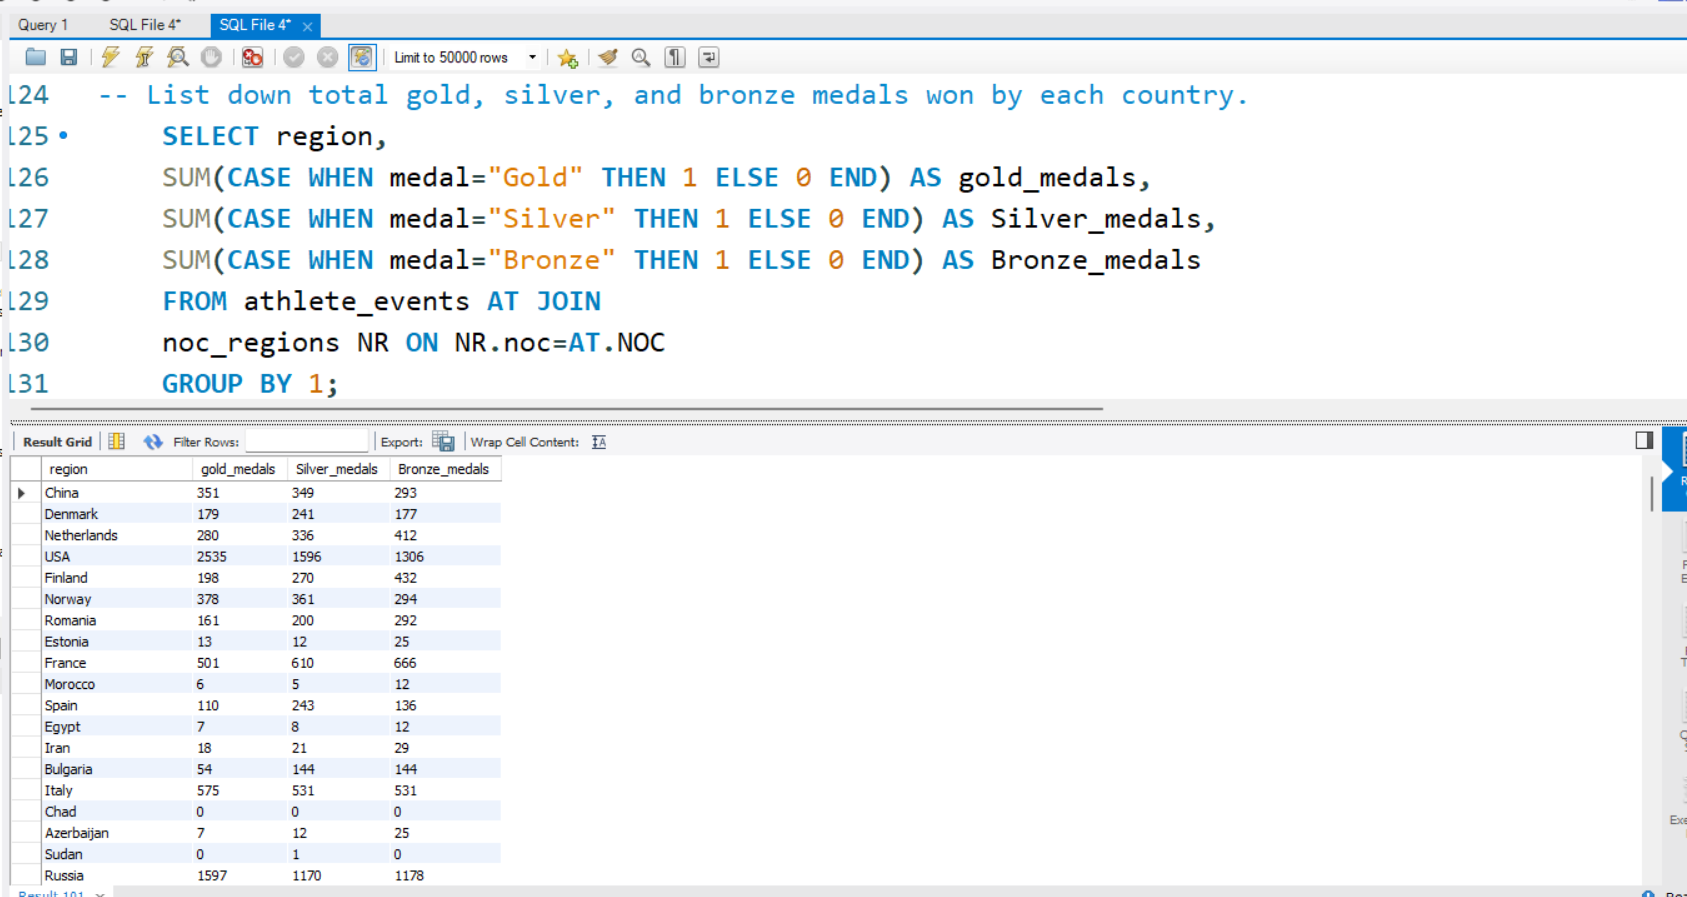 Query 1 SQL File 4* SQL File 4*
Limit to 50000 rows
124 -- List down total gold, silver, and bronze medals won by each country.
125 SELECT region,
126 SUM(CASE WHEN medal="Gold" THEN 1 ELSE 0 END) AS gold_medals,
127 SUM(CASE WHEN medal="Silver" THEN 1 ELSE 0 END) AS Silver_medals,
128 SUM(CASE WHEN medal="Bronze" THEN 1 ELSE 0 END) AS Bronze_medals
129 FROM athlete_events AT JOIN
130 noc_regions NR ON NR.noc=AT.NOC
131 GROUP BY 1;
Result Grid Filter Rows: Export: Wrap Cell Content:
region gold_medals Silver_medals Bronze_medals
China 351 349 293
Denmark 179 241 177
Netherlands 280 336 412
USA 2535 1596 1306
Finland 198 270 432
Norway 378 361 294
Romania 161 200 292
Estonia 13 12 25
France 501 610 666
Morocco 6 5 12
Spain 110 243 136
Egypt 7 8 12
Iran 18 21 29
Bulgaria 54 144 144
Italy 575 531 531
Chad 0 0 0
Azerbaijan 7 12 25
Sudan 0 1 0
Russia 1597 1170 1178
Result 101